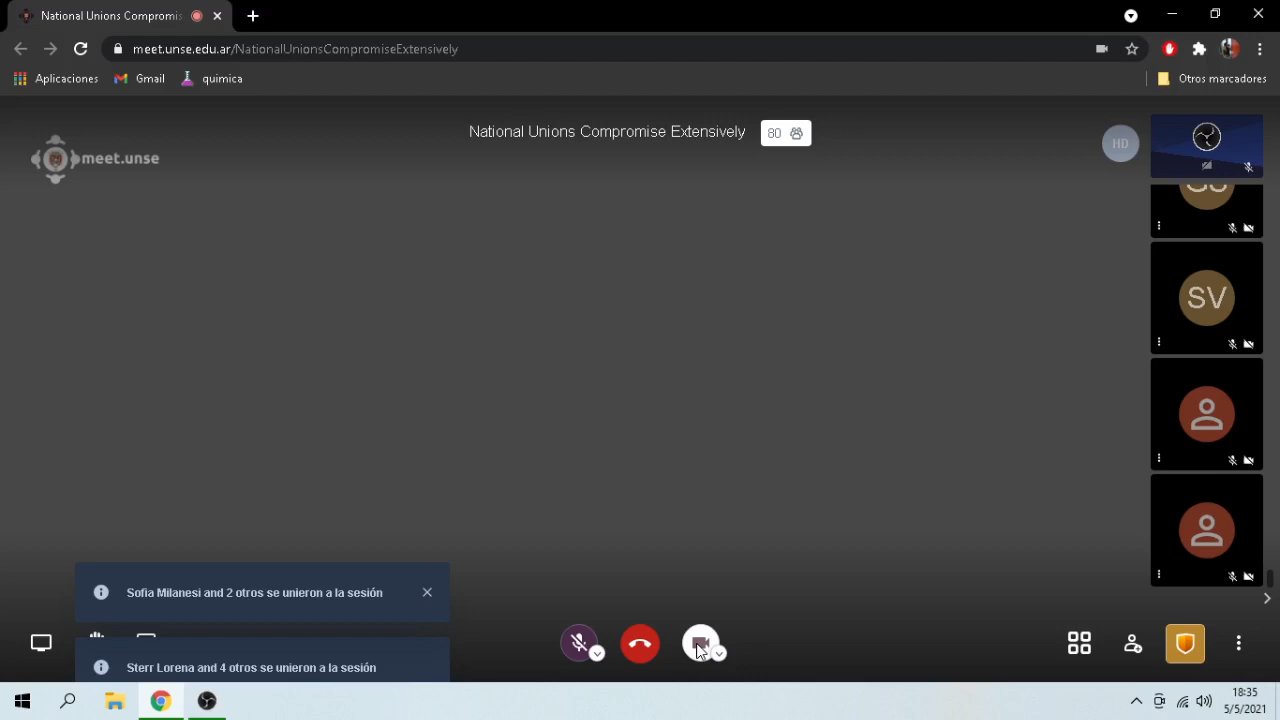 National Unions Compromis
meet.unse.edu.ar/NationalUnionsCompromiseExtensively
Aplicaciones
Gmail
quimica
Otros marcadores
meet.unse
National Unions Compromise Extensively
80
HD
GS
SV
Sofia Milanesi and 2 otros se unieron a la sesión
Sterr Lorena and 4 otros se unieron a la sesión
18:35
5/5/2021